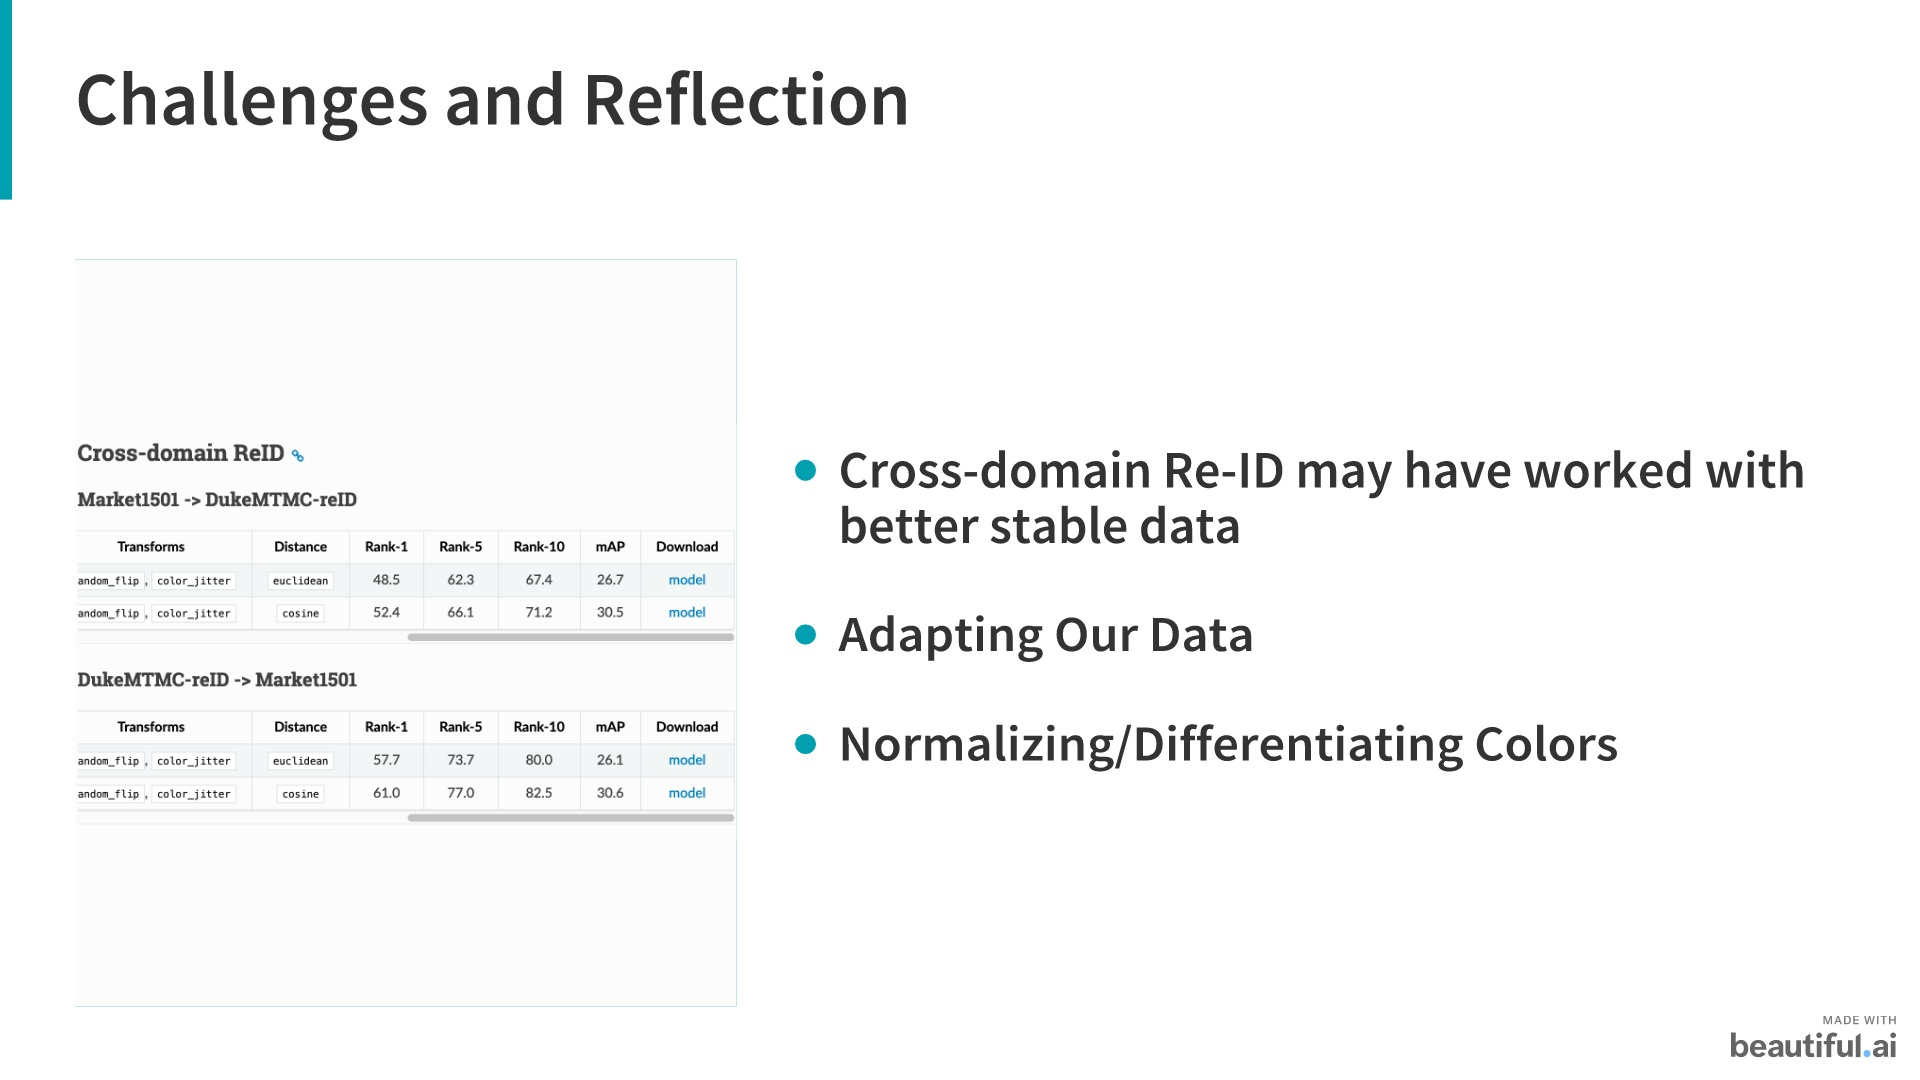 Challenges and Reflection
Cross-domain ReID
Market1501 -> DukeMTMC-reID
Transforms Distance Rank-1 Rank-5 Rank-10 mAP Download
andom_flip , color_jitter euclidean 48.5 62.3 67.4 26.7 model
andom_flip , color_jitter cosine 52.4 66.1 71.2 30.5 model
DukeMTMC-reID -> Market1501
Transforms Distance Rank-1 Rank-5 Rank-10 mAP Download
andom_flip , color_jitter euclidean 57.7 73.7 80.0 26.1 model
andom_flip , color_jitter cosine 61.0 77.0 82.5 30.6 model
Cross-domain Re-ID may have worked with
better stable data
Adapting Our Data
Normalizing/Differentiating Colors
MADE WITH
beautiful.ai